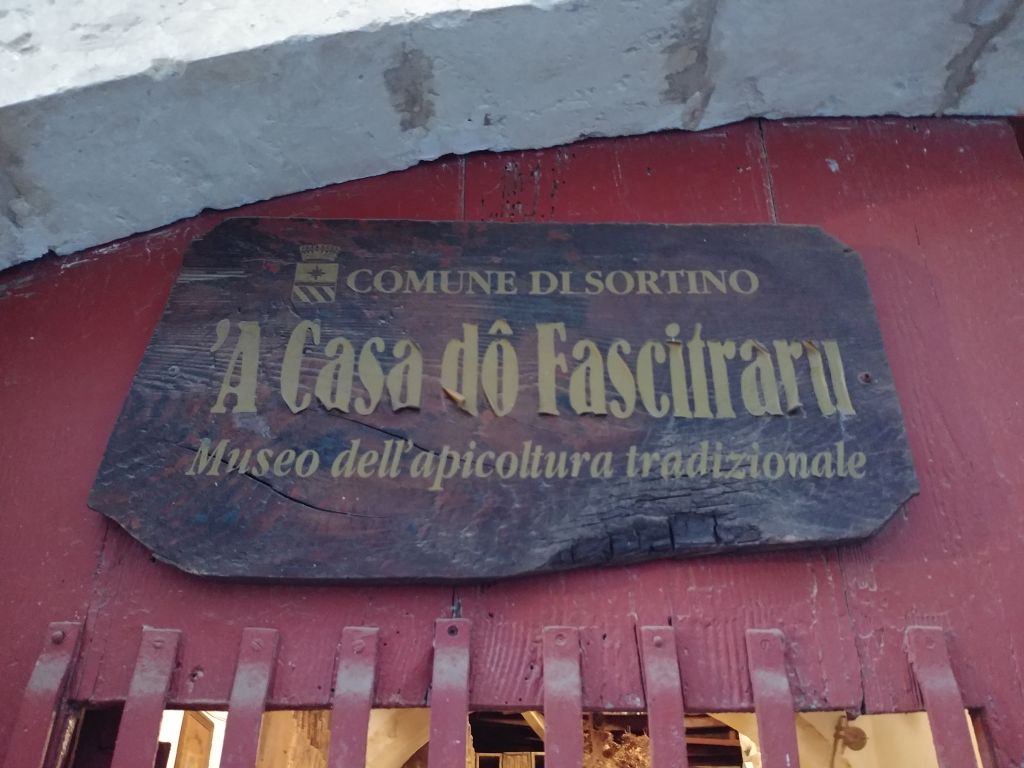 COMUNE DI SORTINO
'A Casa dô Fascitraru
Museo dell'apicoltura tradizionale